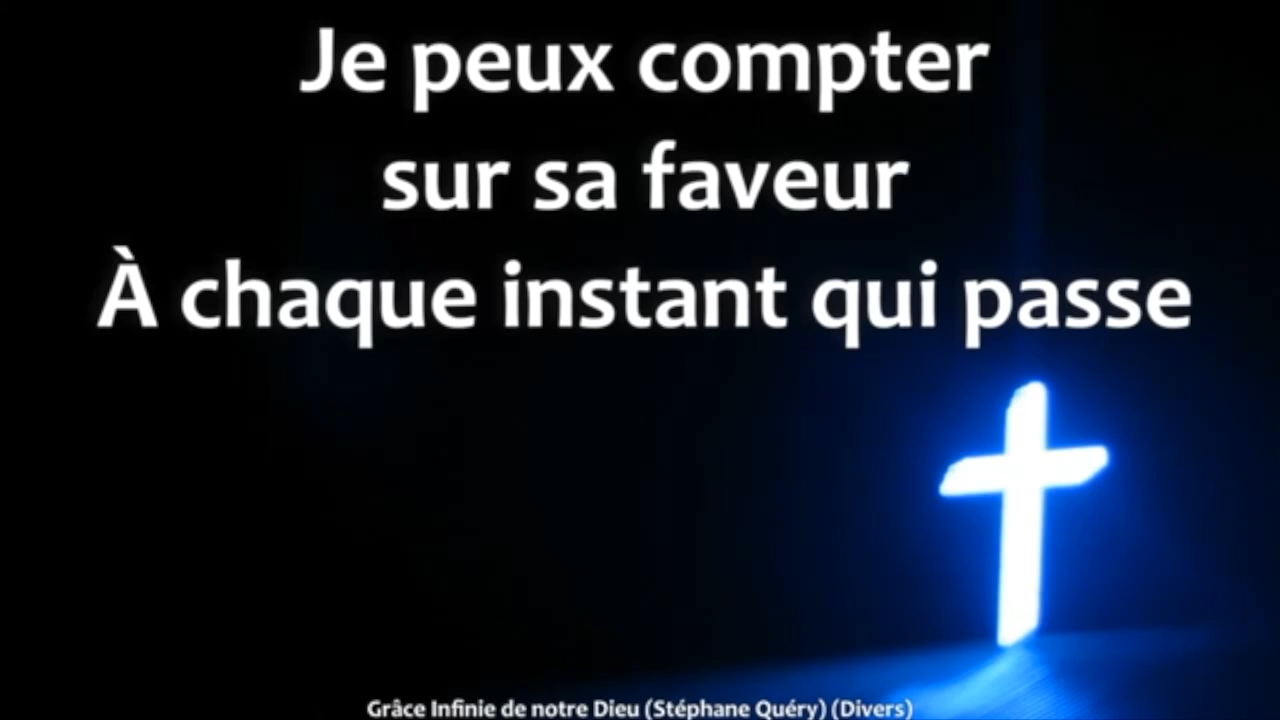 Je peux compter
sur sa faveur
À chaque instant qui passe
Grâce Infinie de notre Dieu (Stéphane Quéry) (Divers)